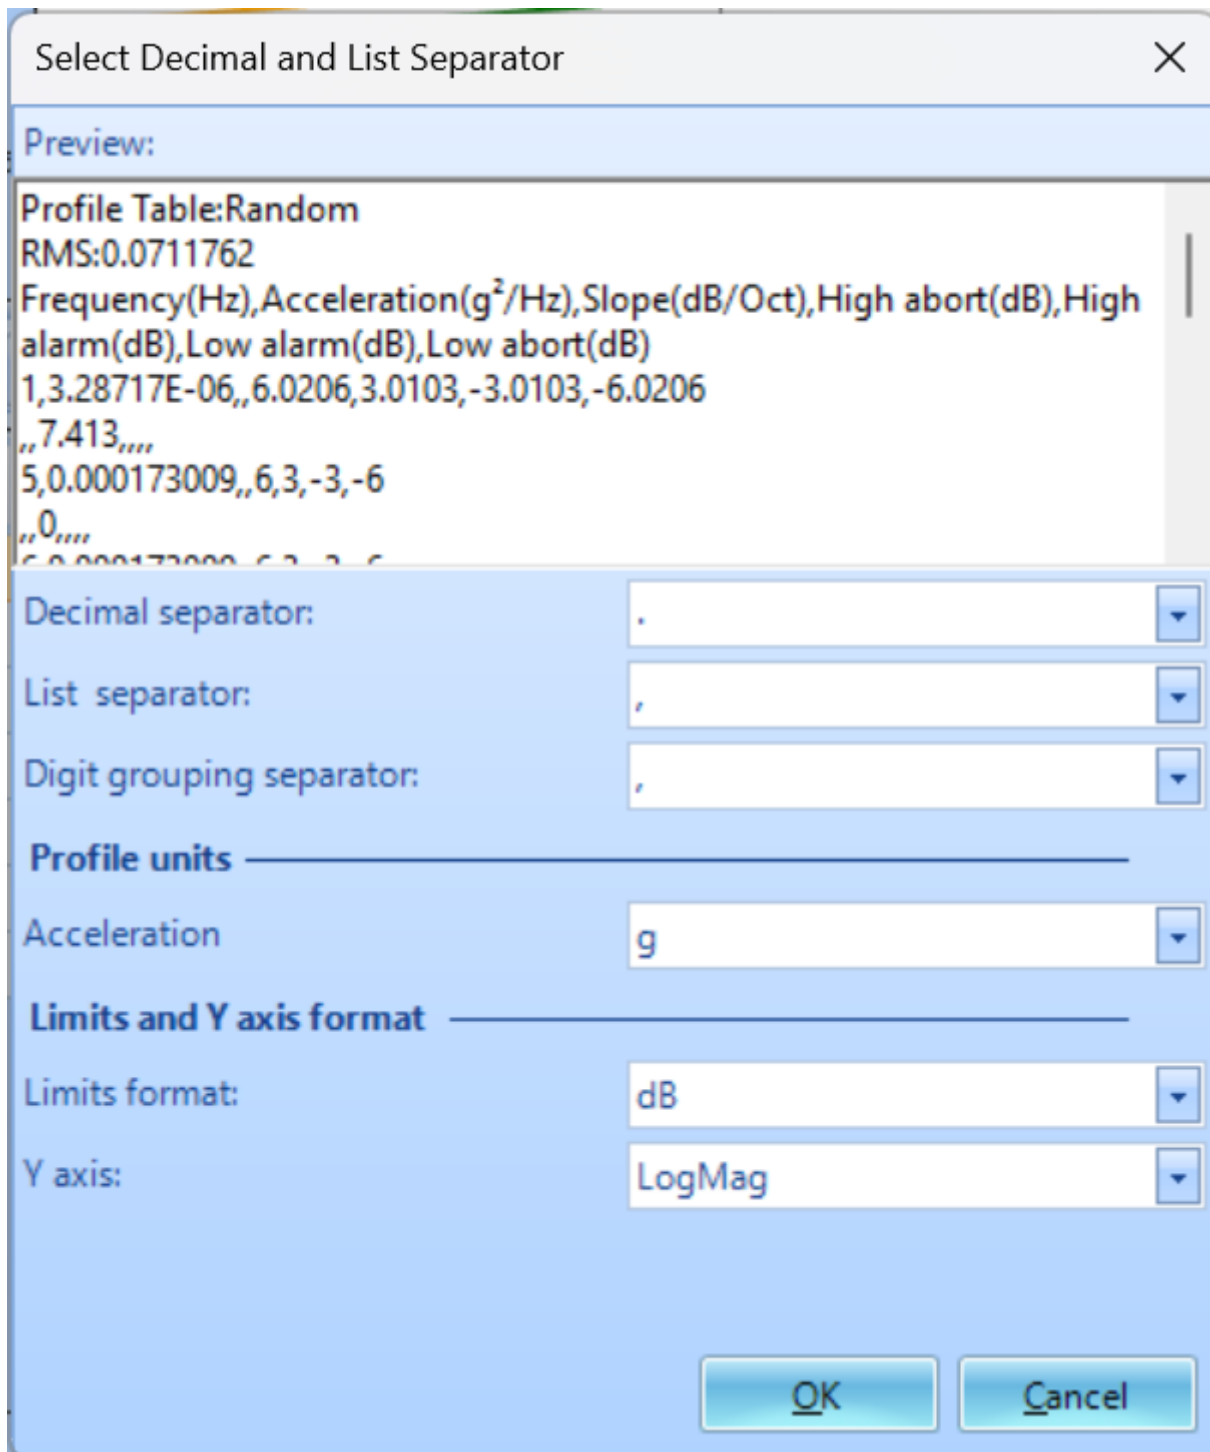 Select Decimal and List Separator
Preview:
Profile Table:Random
RMS:0.0711762
Frequency(Hz),Acceleration(g²/Hz),Slope(dB/Oct),High abort(dB),High
alarm(dB),Low alarm(dB),Low abort(dB)
1,3.28717E-06,,6.0206,3.0103,-3.0103,-6.0206
,,7.413,,,,
5,0.000173009,,6,3,-3,-6
,,0,,,,
Decimal separator: .
List separator: ,
Digit grouping separator: ,
Profile units
Acceleration g
Limits and Y axis format
Limits format: dB
Y axis: LogMag
OK Cancel